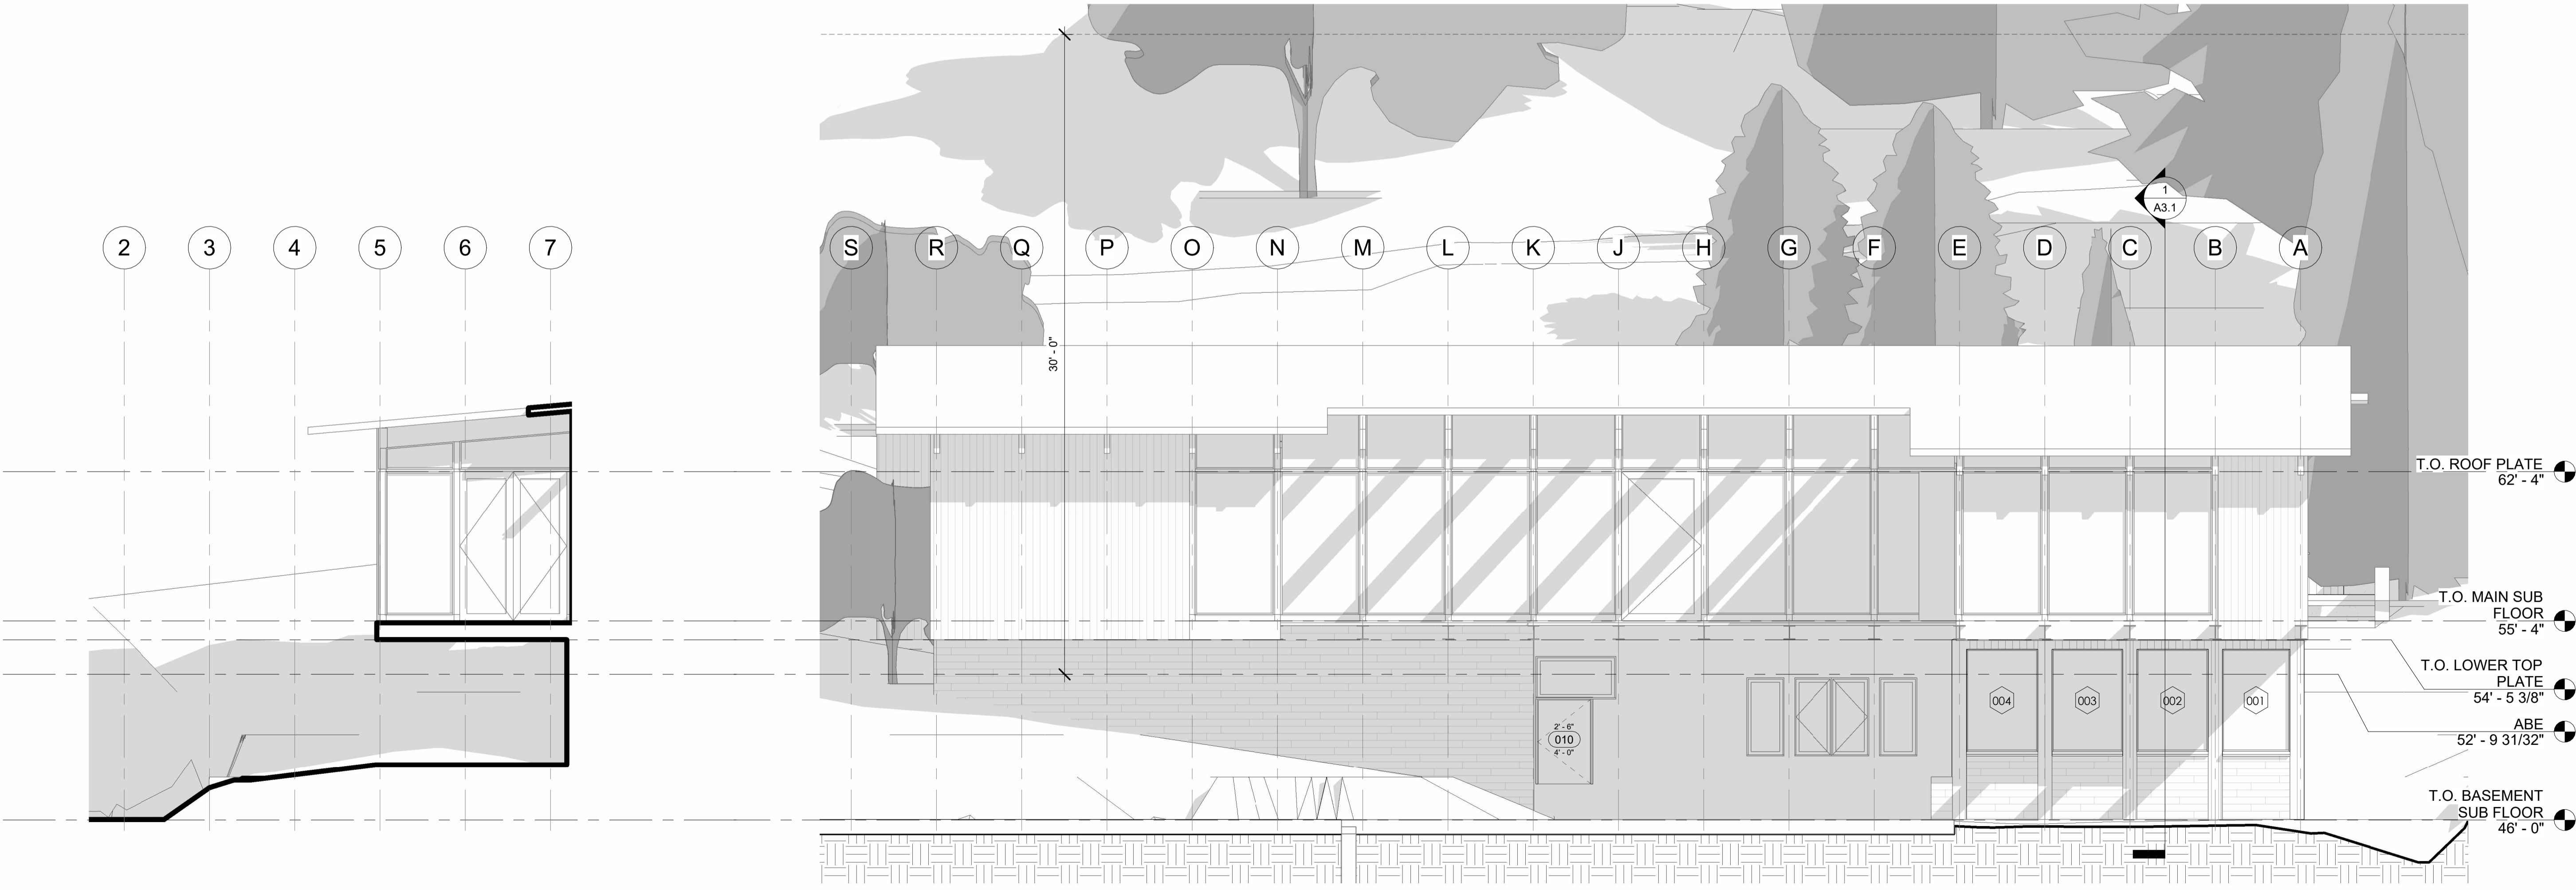 1
A3.1
2
3
4
5
6
7
S
R
Q
P
O
N
M
L
K
J
H
G
F
E
D
C
B
A
30' - 0"
T.O. ROOF PLATE
62' - 4"
T.O. MAIN SUB
FLOOR
55' - 4"
T.O. LOWER TOP
PLATE
54' - 5 3/8"
004
003
002
001
ABE
52' - 9 31/32"
2' - 6"
010
4' - 0"
T.O. BASEMENT
SUB FLOOR
46' - 0"